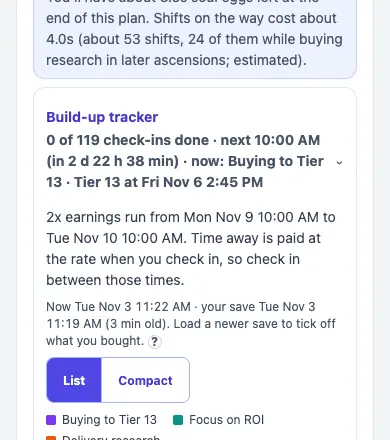 You'll have about 8.85s soul eggs left at the
end of this plan. Shifts on the way cost about
4.0s (about 53 shifts, 24 of them while buying
research in later ascensions; estimated).
Build-up tracker
0 of 119 check-ins done · next 10:00 AM
(in 2 d 22 h 38 min) · now: Buying to Tier
13 · Tier 13 at Fri Nov 6 2:45 PM
2x earnings run from Mon Nov 9 10:00 AM to
Tue Nov 10 10:00 AM. Time away is paid at
the rate when you check in, so check in
between those times.
Now Tue Nov 3 11:22 AM · your save Tue Nov 3
11:19 AM (3 min old). Load a newer save to tick off
what you bought. ?
List Compact
Buying to Tier 13 Focus on ROI
Delivery research